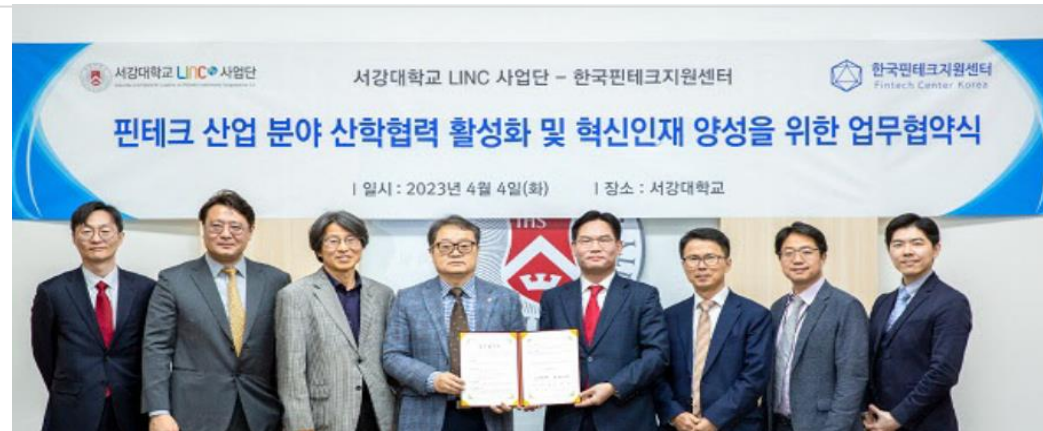 서강대학교 LINC 사업단
서강대학교 LINC 사업단 – 한국핀테크지원센터
한국핀테크지원센터
Fintech Center Korea
핀테크 산업 분야 산학협력 활성화 및 혁신인재 양성을 위한 업무협약식
| 일시 : 2023년 4월 4일(화) | 장소 : 서강대학교
IHS